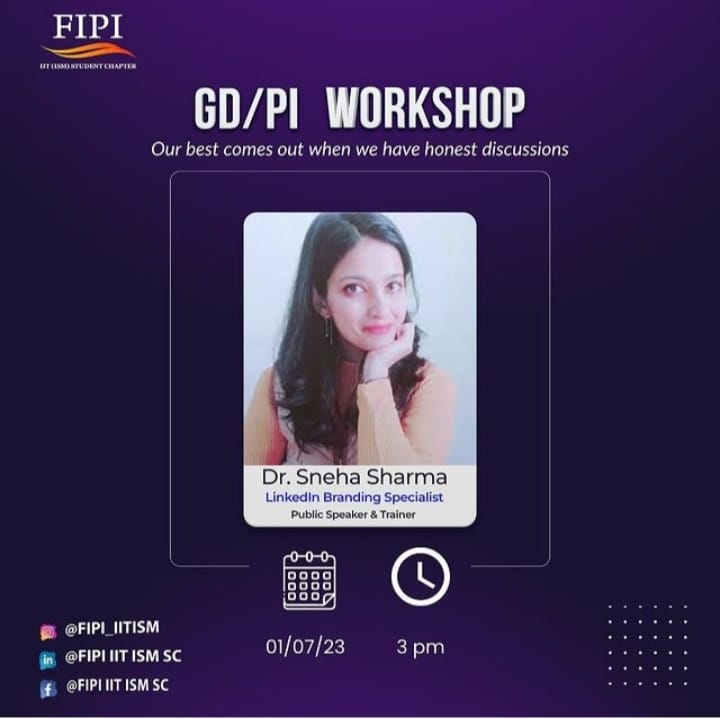 FIPI
IIT (ISM) STUDENT CHAPTER
GD/PI WORKSHOP
Our best comes out when we have honest discussions
Dr. Sneha Sharma
LinkedIn Branding Specialist
Public Speaker & Trainer
01/07/23 3 pm
@FIPI_IITISM
@FIPI IIT ISM SC
@FIPI IIT ISM SC